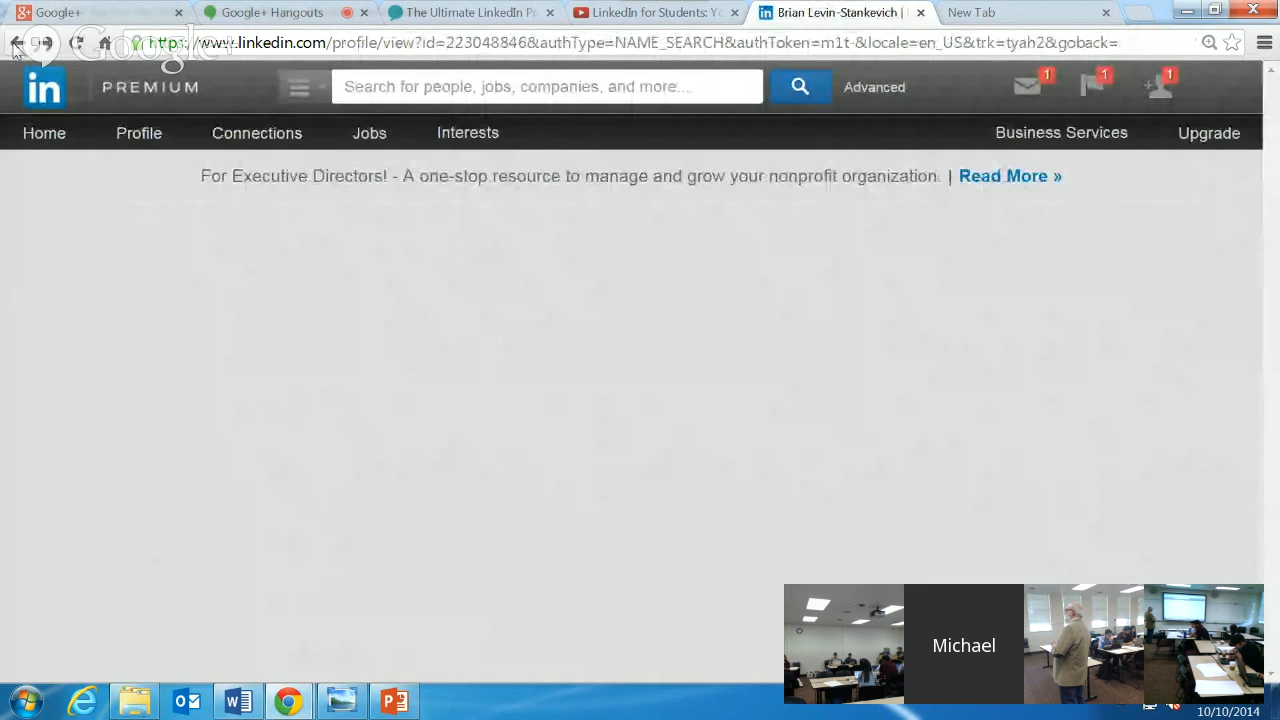 Google+
Google+ Hangouts
The Ultimate LinkedIn Pr
LinkedIn for Students: Yo
Brian Levin-Stankevich |
New Tab
https://www.linkedin.com/profile/view?id=223048846&authType=NAME_SEARCH&authToken=m1t-&locale=en_US&trk=tyah2&goback=
Google
in PREMIUM
Search for people, jobs, companies, and more...
Advanced
1
1
1
Home Profile Connections Jobs Interests Business Services Upgrade
For Executive Directors! - A one-stop resource to manage and grow your nonprofit organization. | Read More »
Michael
10/10/2014